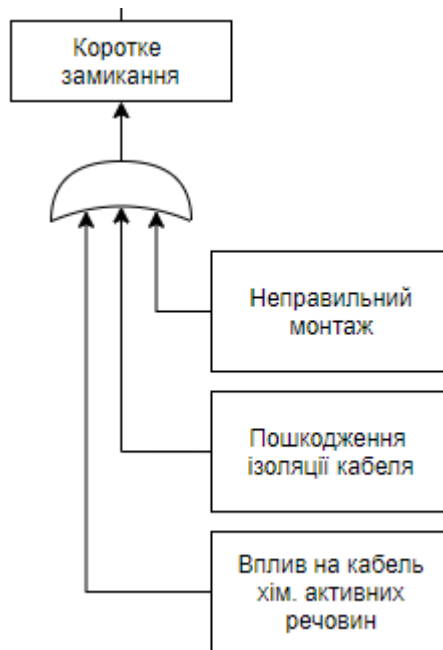 Коротке
замикання
Неправильний
монтаж
Пошкодження
ізоляції кабеля
Вплив на кабель
хім. активних
речовин